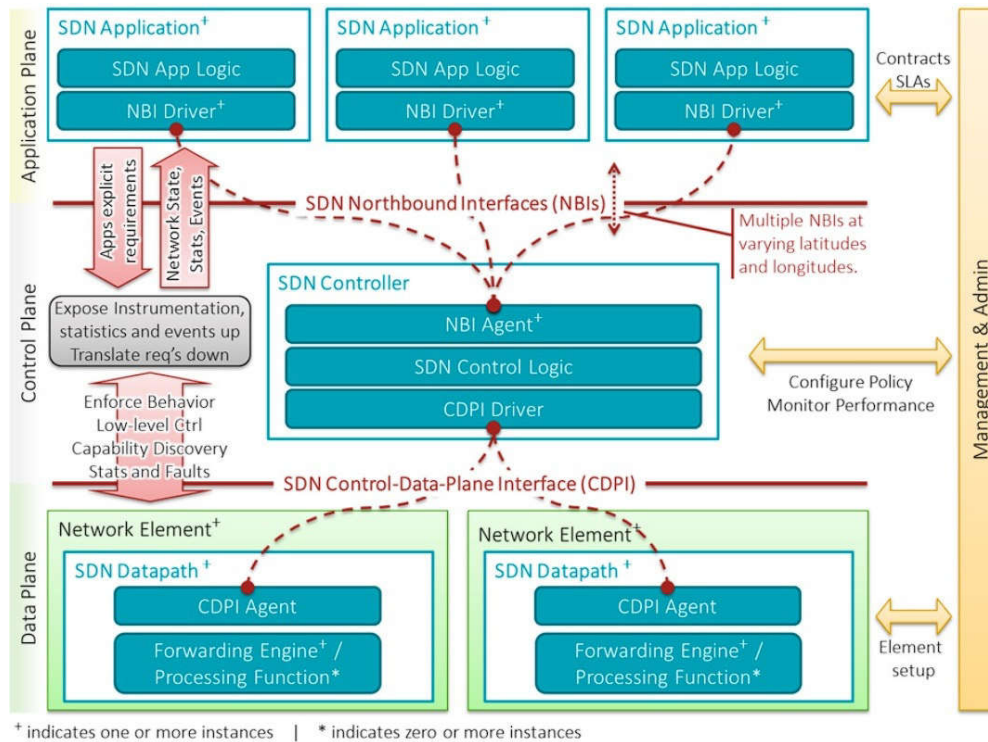 Application Plane
SDN Application+
SDN App Logic
NBI Driver+
SDN Application+
SDN App Logic
NBI Driver+
SDN Application+
SDN App Logic
NBI Driver+
Contracts
SLAs
Apps explicit
requirements
Network State,
Stats, Events
SDN Northbound Interfaces (NBIs)
Multiple NBIs at
varying latitudes
and longitudes.
Control Plane
Expose Instrumentation,
statistics and events up
Translate req's down
SDN Controller
NBI Agent+
SDN Control Logic
CDPI Driver
Configure Policy
Monitor Performance
Management & Admin
Enforce Behavior
Low-level Ctrl
Capability Discovery
Stats and Faults
SDN Control-Data-Plane Interface (CDPI)
Data Plane
Network Element+
SDN Datapath+
CDPI Agent
Forwarding Engine+ /
Processing Function*
Network Element+
SDN Datapath+
CDPI Agent
Forwarding Engine+ /
Processing Function*
Element
setup
+ indicates one or more instances | * indicates zero or more instances